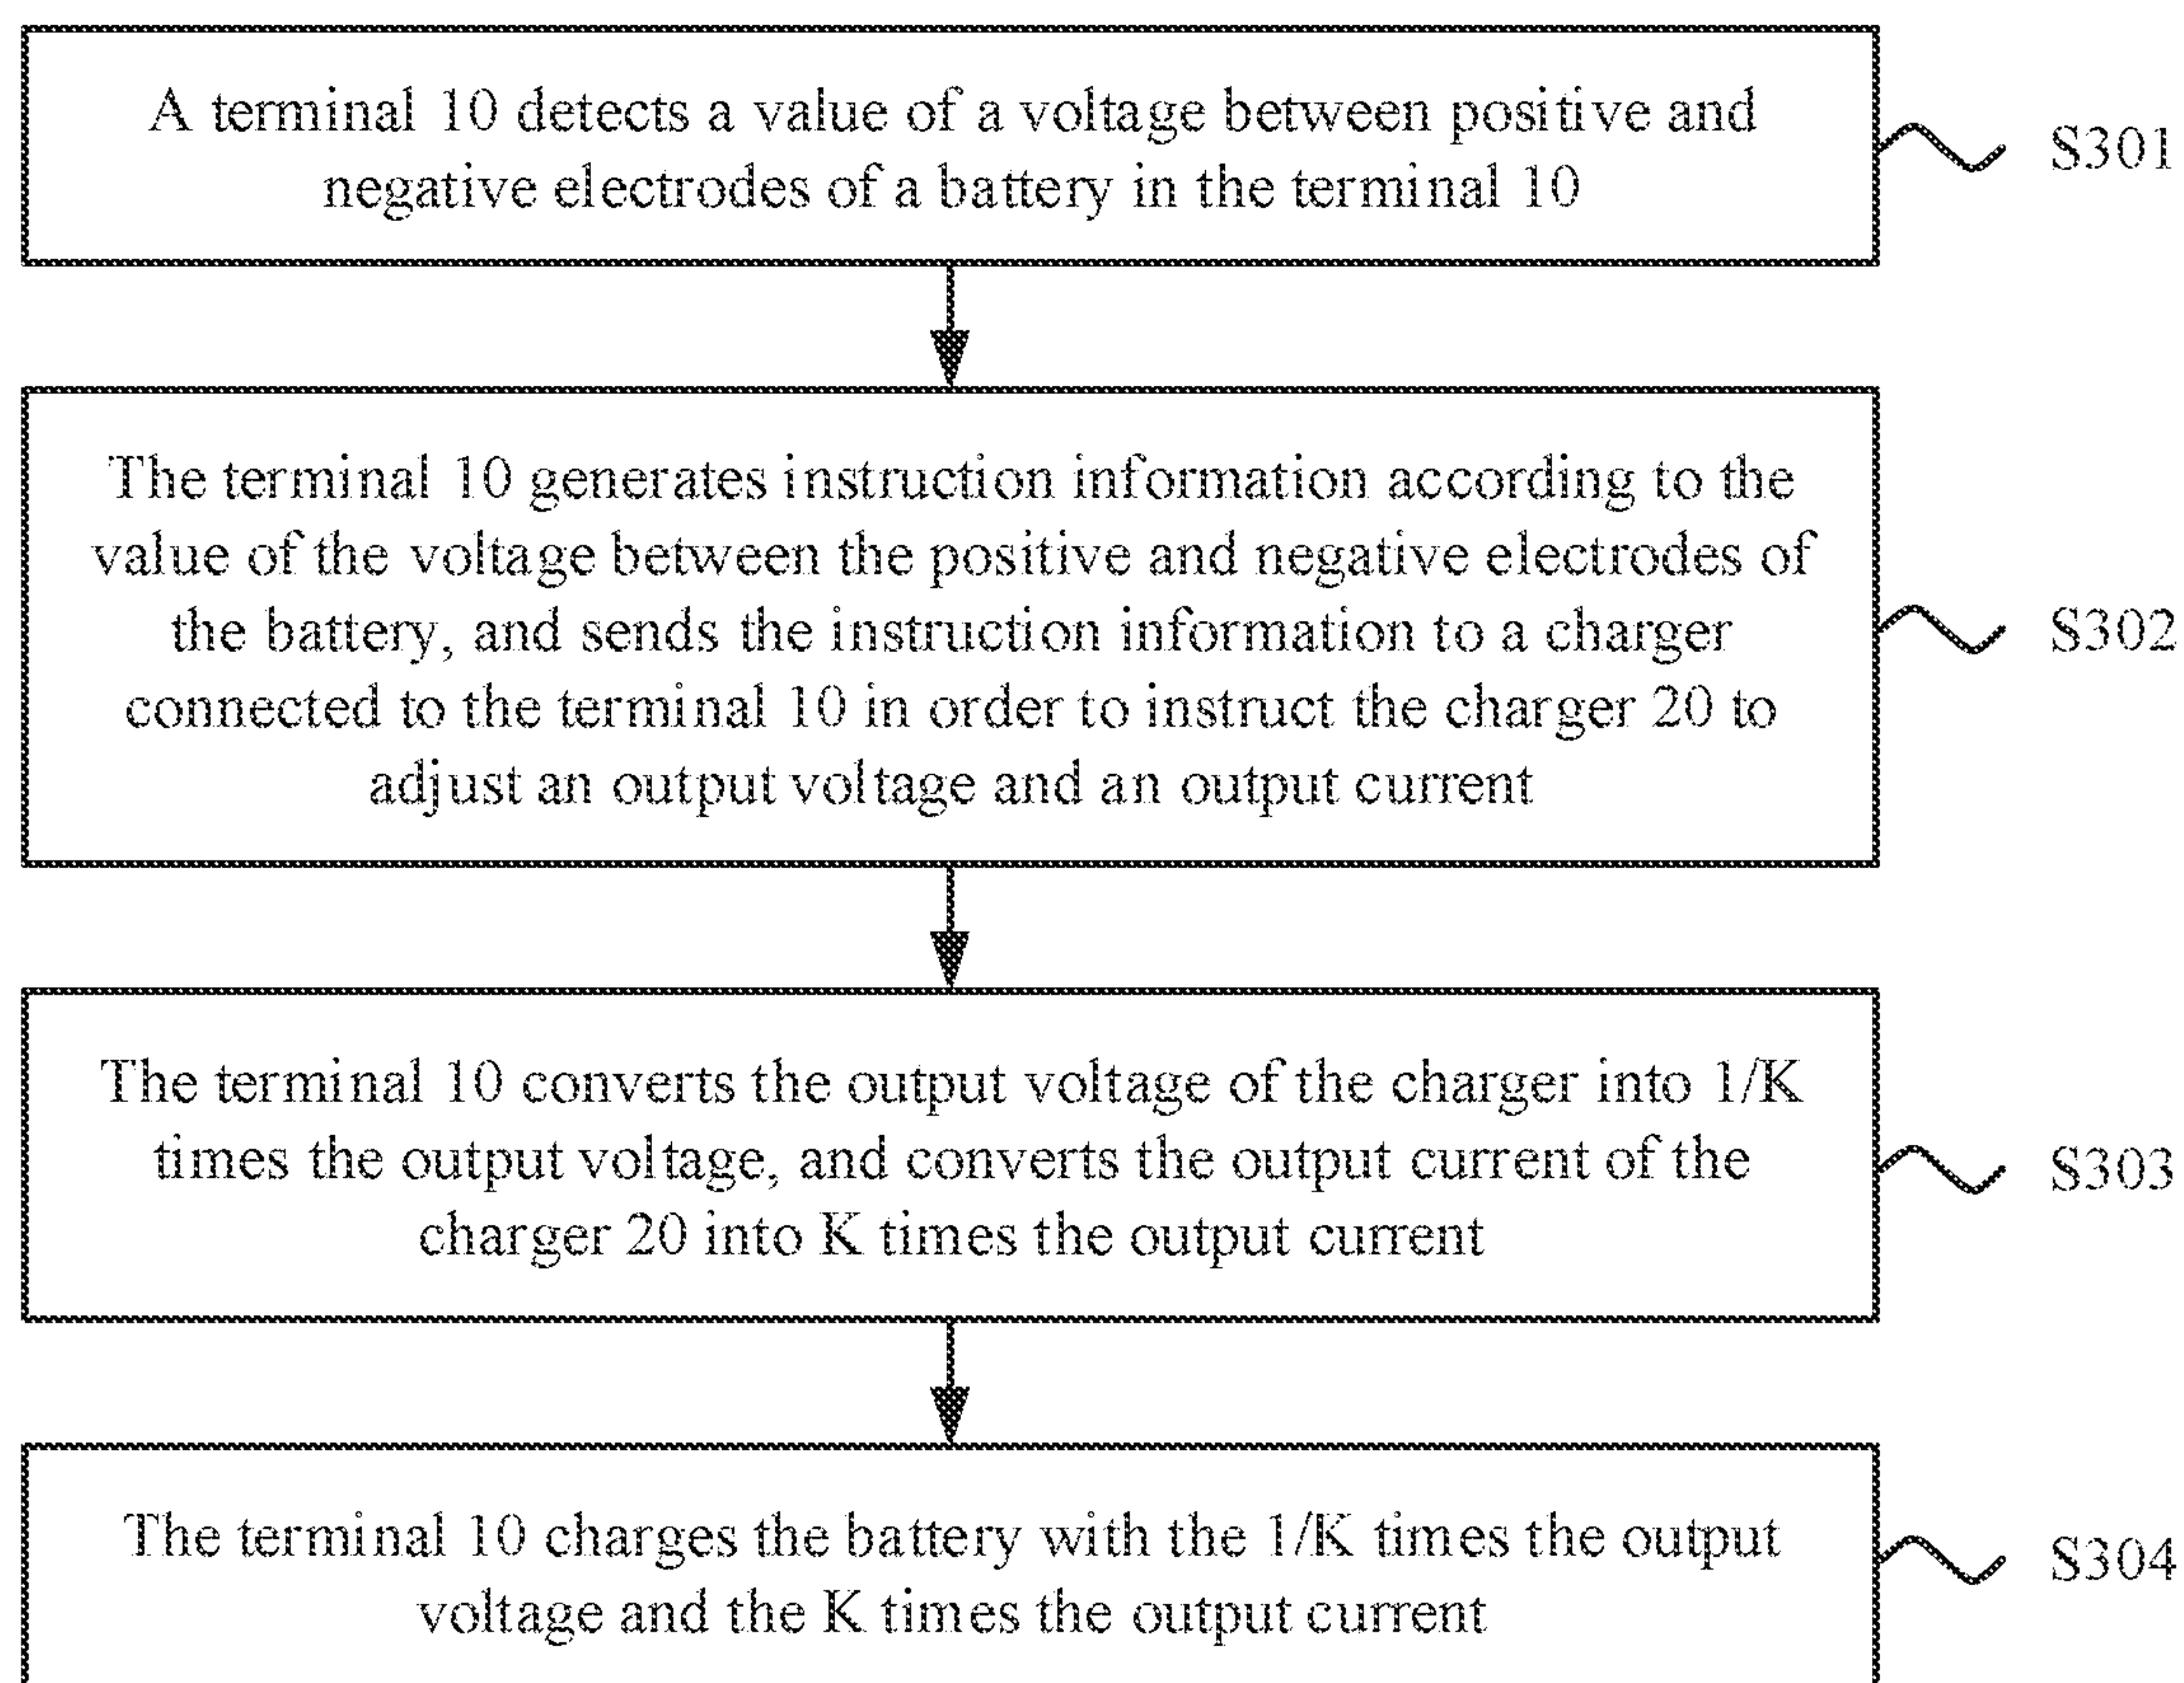 A terminal 10 detects a value of a voltage between positive and
negative electrodes of a battery in the terminal 10
S301
The terminal 10 generates instruction information according to the
value of the voltage between the positive and negative electrodes of
the battery, and sends the instruction information to a charger
connected to the terminal 10 in order to instruct the charger 20 to
adjust an output voltage and an output current
S302
The terminal 10 converts the output voltage of the charger into 1/K
times the output voltage, and converts the output current of the
charger 20 into K times the output current
S303
The terminal 10 charges the battery with the 1/K times the output
voltage and the K times the output current
S304